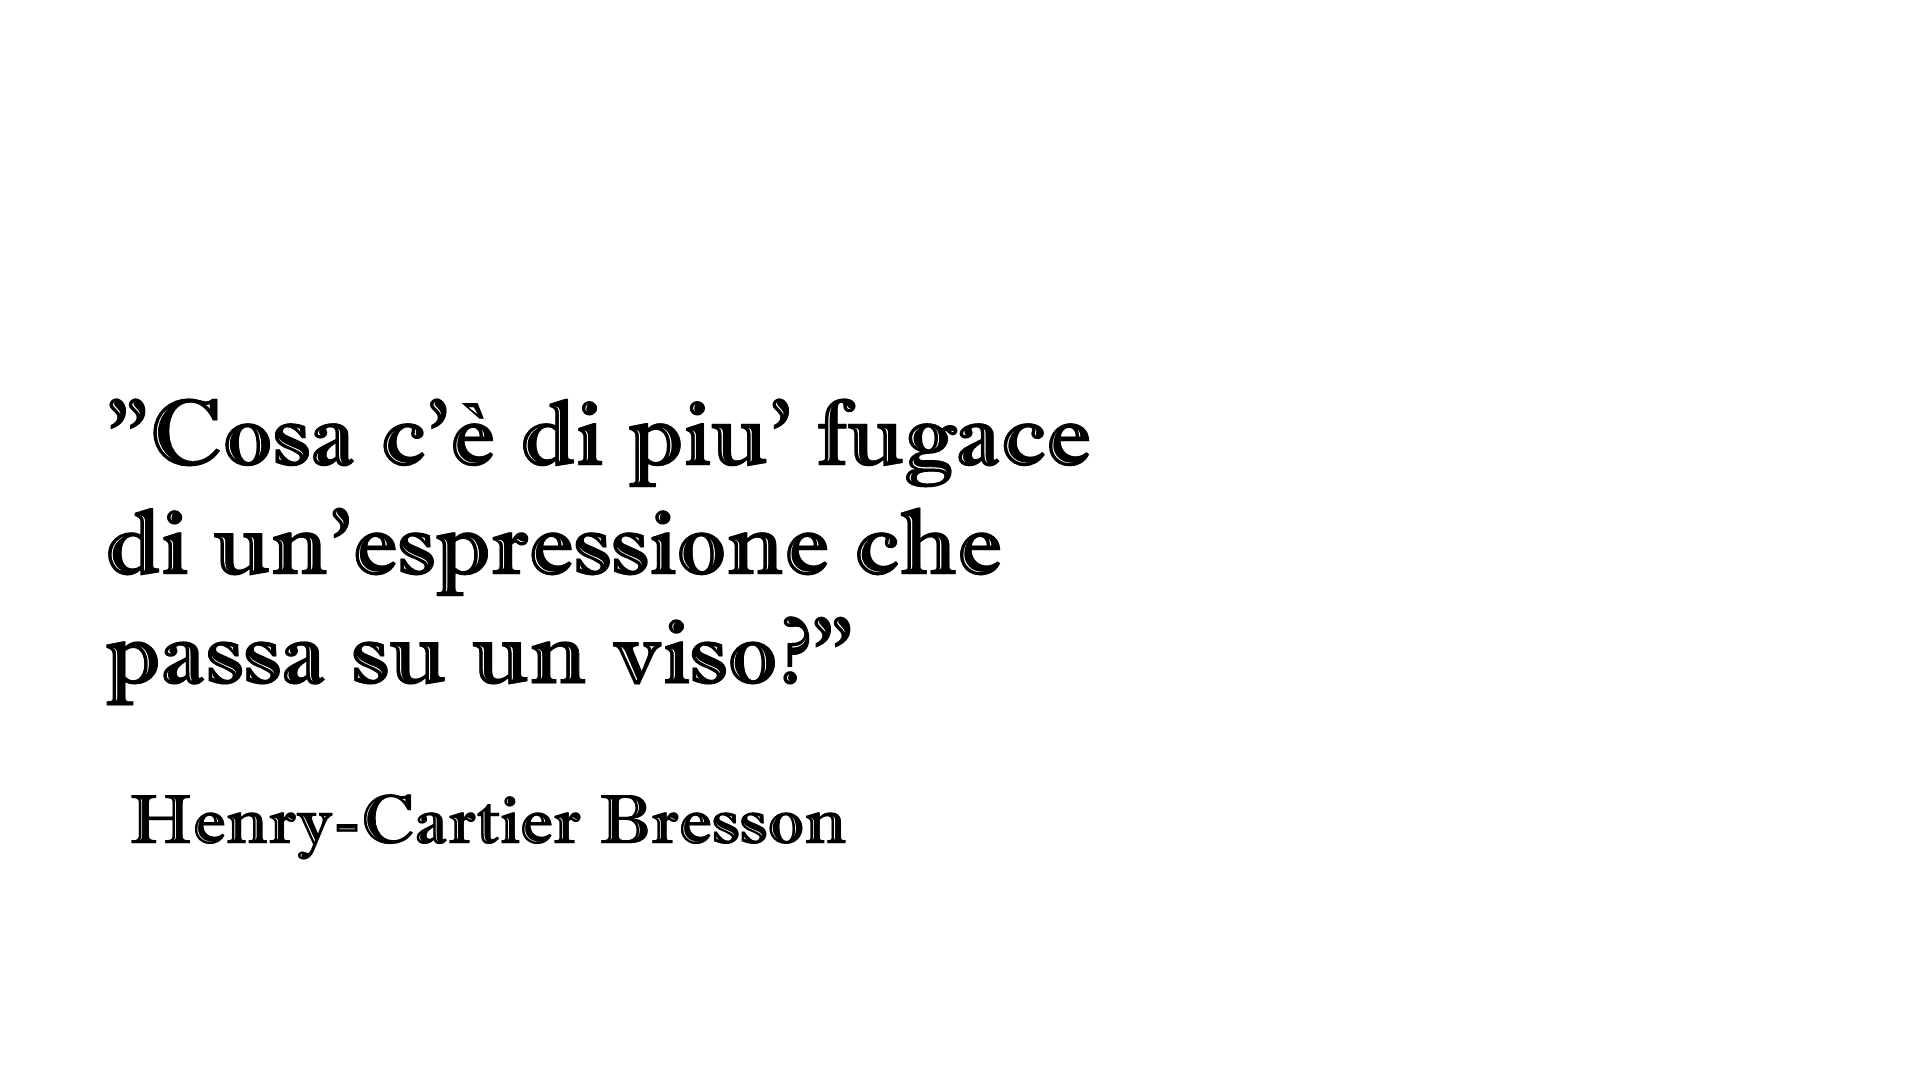 ”Cosa c’è di piu’ fugace
di un’espressione che
passa su un viso?”
Henry-Cartier Bresson